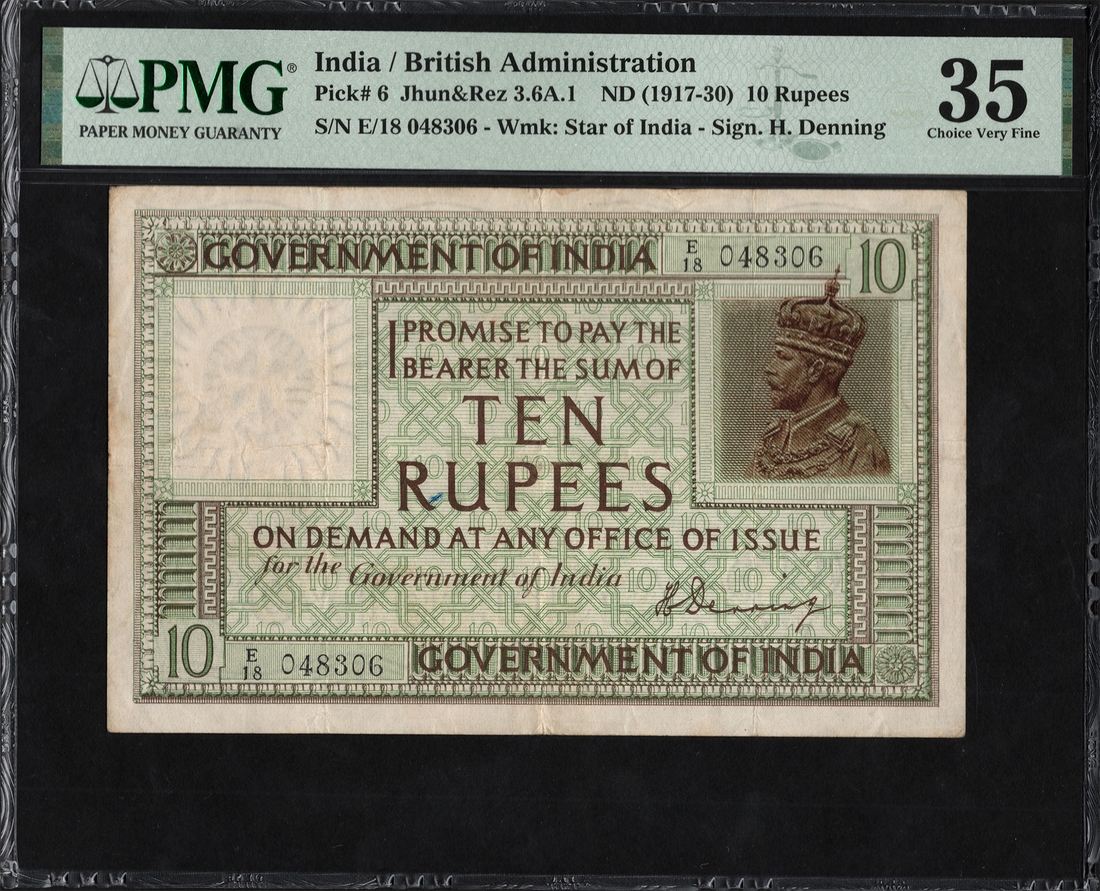 PMG®
PAPER MONEY GUARANTY
India / British Administration
Pick# 6 Jhun&Rez 3.6A.1 ND (1917-30) 10 Rupees
S/N E/18 048306 - Wmk: Star of India - Sign. H. Denning
35
Choice Very Fine
GOVERNMENT OF INDIA
E/18 048306
10
I PROMISE TO PAY THE
BEARER THE SUM OF
TEN
RUPEES
ON DEMAND AT ANY OFFICE OF ISSUE
for the Government of India
H Denning
10
E/18 048306
GOVERNMENT OF INDIA